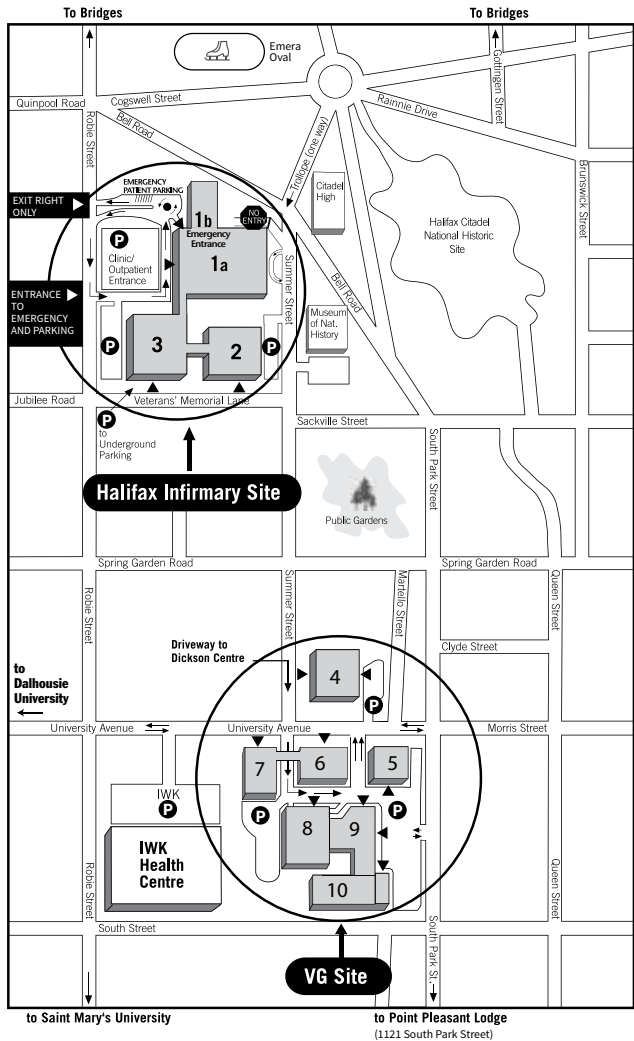 To Bridges
To Bridges
Emera
Oval
Gottingen Street
Quinpool Road
Cogswell Street
Rainnie Drive
Robie Street
Bell Road
Trollope (one way)
Brunswick Street
EMERGENCY
PATIENT PARKING
EXIT RIGHT
ONLY
Citadel
High
1b
NO
ENTRY
Emergency
Entrance
1a
Halifax Citadel
National Historic
Site
P
Clinic/
Outpatient
Entrance
Summer Street
Bell Road
ENTRANCE
TO
EMERGENCY
AND PARKING
Museum
of Nat.
History
P
3
2
P
Jubilee Road
Veterans' Memorial Lane
P
to
Underground
Parking
Sackville Street
South Park Street
Halifax Infirmary Site
Public Gardens
Spring Garden Road
Spring Garden Road
Robie Street
Summer Street
Martello Street
Queen Street
Driveway to
Dickson Centre
Clyde Street
to
Dalhousie
University
4
P
University Avenue
University Avenue
Morris Street
7
6
5
IWK
P
P
P
8
9
IWK
Health
Centre
10
Robie Street
Queen Street
South Street
South Park St.
VG Site
to Saint Mary's University
to Point Pleasant Lodge
(1121 South Park Street)